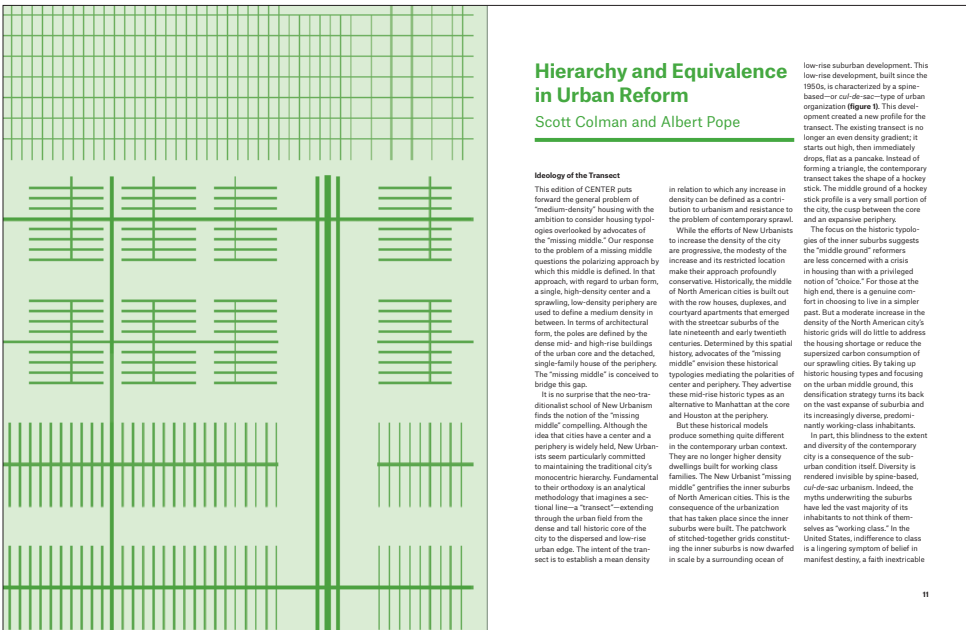 Hierarchy and Equivalence
in Urban Reform
Scott Colman and Albert Pope
Ideology of the Transect
This edition of CENTER puts
forward the general problem of
“medium-density” housing with the
ambition to consider housing typol-
ogies overlooked by advocates of
the “missing middle.” Our response
to the problem of a missing middle
questions the polarizing approach by
which this middle is defined. In that
approach, with regard to urban form,
a single, high-density center and a
sprawling, low-density periphery are
used to define a medium density in
between. In terms of architectural
form, the poles are defined by the
dense mid- and high-rise buildings
of the urban core and the detached,
single-family house of the periphery.
The “missing middle” is conceived to
bridge this gap.
It is no surprise that the neo-tra-
ditionalist school of New Urbanism
finds the notion of the “missing
middle” compelling. Although the
idea that cities have a center and a
periphery is widely held, New Urban-
ists seem particularly committed
to maintaining the traditional city’s
monocentric hierarchy. Fundamental
to their orthodoxy is an analytical
methodology that imagines a sec-
tional line—a “transect”—extending
through the urban field from the
dense and tall historic core of the
city to the dispersed and low-rise
urban edge. The intent of the tran-
sect is to establish a mean density
in relation to which any increase in
density can be defined as a contri-
bution to urbanism and resistance to
the problem of contemporary sprawl.
While the efforts of New Urbanists
to increase the density of the city
are progressive, the modesty of the
increase and its restricted location
make their approach profoundly
conservative. Historically, the middle
of North American cities is built out
with the row houses, duplexes, and
courtyard apartments that emerged
with the streetcar suburbs of the
late nineteenth and early twentieth
centuries. Determined by this spatial
history, advocates of the “missing
middle” envision these historical
typologies mediating the polarities of
center and periphery. They advertise
these mid-rise historic types as an
alternative to Manhattan at the core
and Houston at the periphery.
But these historical models
produce something quite different
in the contemporary urban context.
They are no longer higher density
dwellings built for working class
families. The New Urbanist “missing
middle” gentrifies the inner suburbs
of North American cities. This is the
consequence of the urbanization
that has taken place since the inner
suburbs were built. The patchwork
of stitched-together grids constitut-
ing the inner suburbs is now dwarfed
in scale by a surrounding ocean of
low-rise suburban development. This
low-rise development, built since the
1950s, is characterized by a spine-
based—or cul-de-sac—type of urban
organization (figure 1). This devel-
opment created a new profile for the
transect. The existing transect is no
longer an even density gradient; it
starts out high, then immediately
drops, flat as a pancake. Instead of
forming a triangle, the contemporary
transect takes the shape of a hockey
stick. The middle ground of a hockey
stick profile is a very small portion of
the city, the cusp between the core
and an expansive periphery.
The focus on the historic typolo-
gies of the inner suburbs suggests
the “middle ground” reformers
are less concerned with a crisis
in housing than with a privileged
notion of “choice.” For those at the
high end, there is a genuine com-
fort in choosing to live in a simpler
past. But a moderate increase in the
density of the North American city’s
historic grids will do little to address
the housing shortage or reduce the
supersized carbon consumption of
our sprawling cities. By taking up
historic housing types and focusing
on the urban middle ground, this
densification strategy turns its back
on the vast expanse of suburbia and
its increasingly diverse, predomi-
nantly working-class inhabitants.
In part, this blindness to the extent
and diversity of the contemporary
city is a consequence of the sub-
urban condition itself. Diversity is
rendered invisible by spine-based,
cul-de-sac urbanism. Indeed, the
myths underwriting the suburbs
have led the vast majority of its
inhabitants to not think of them-
selves as “working class.” In the
United States, indifference to class
is a lingering symptom of belief in
manifest destiny, a faith inextricable
11